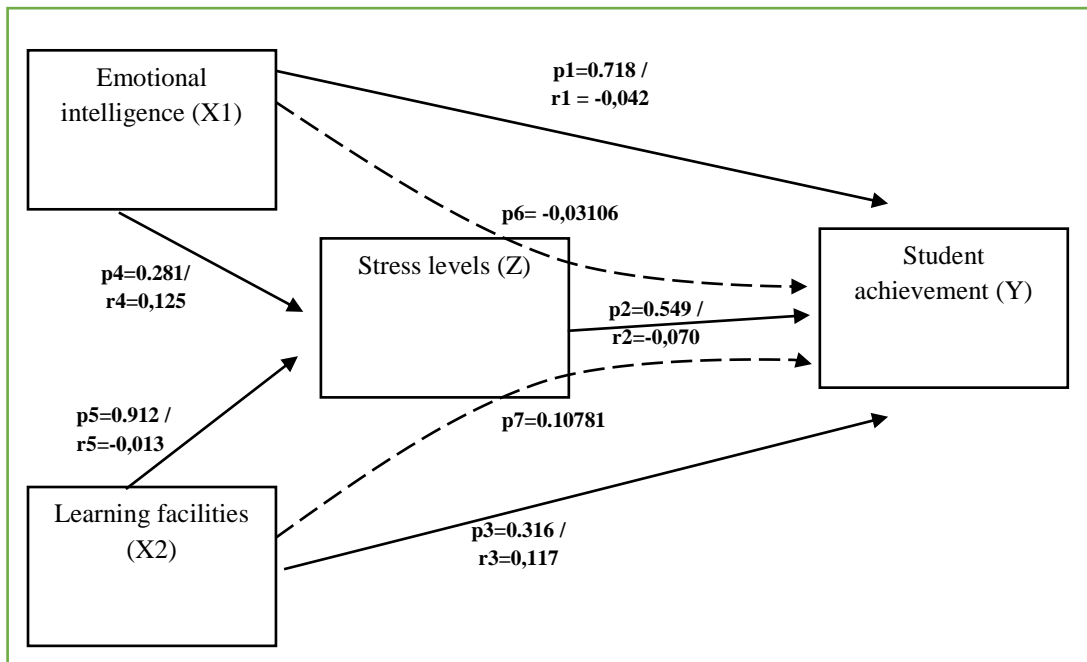 Emotional
intelligence (X1)
p1=0.718 /
r1 = -0,042
p6= -0,03106
Stress levels (Z)
Student
achievement (Y)
p4=0.281/
r4=0,125
p2=0.549 /
r2=-0,070
p5=0.912 /
r5=-0,013
p7=0.10781
Learning facilities
(X2)
p3=0.316 /
r3=0,117